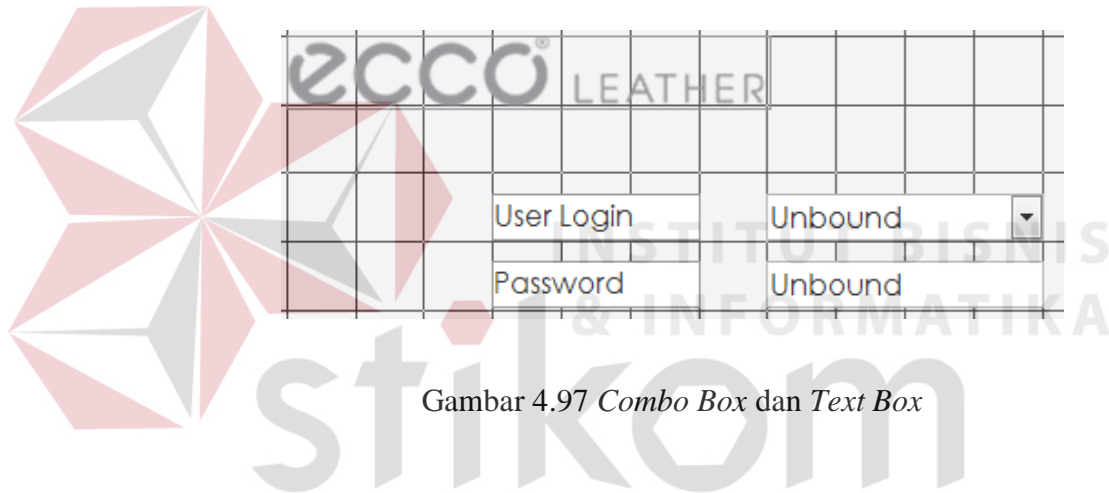 ecco® LEATHER
User Login Unbound
Password Unbound
INSTITUT BISNIS
& INFORMATIKA
stikom
Gambar 4.97 Combo Box dan Text Box